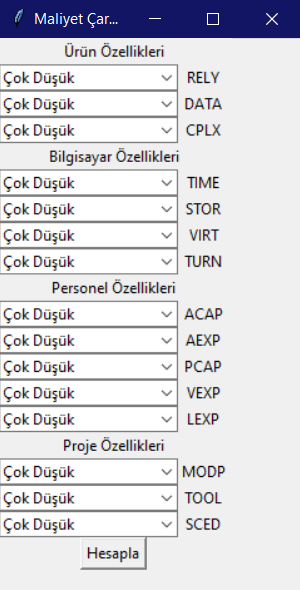 Maliyet Çar...
Ürün Özellikleri
Çok Düşük RELY
Çok Düşük DATA
Çok Düşük CPLX
Bilgisayar Özellikleri
Çok Düşük TIME
Çok Düşük STOR
Çok Düşük VIRT
Çok Düşük TURN
Personel Özellikleri
Çok Düşük ACAP
Çok Düşük AEXP
Çok Düşük PCAP
Çok Düşük VEXP
Çok Düşük LEXP
Proje Özellikleri
Çok Düşük MODP
Çok Düşük TOOL
Çok Düşük SCED
Hesapla